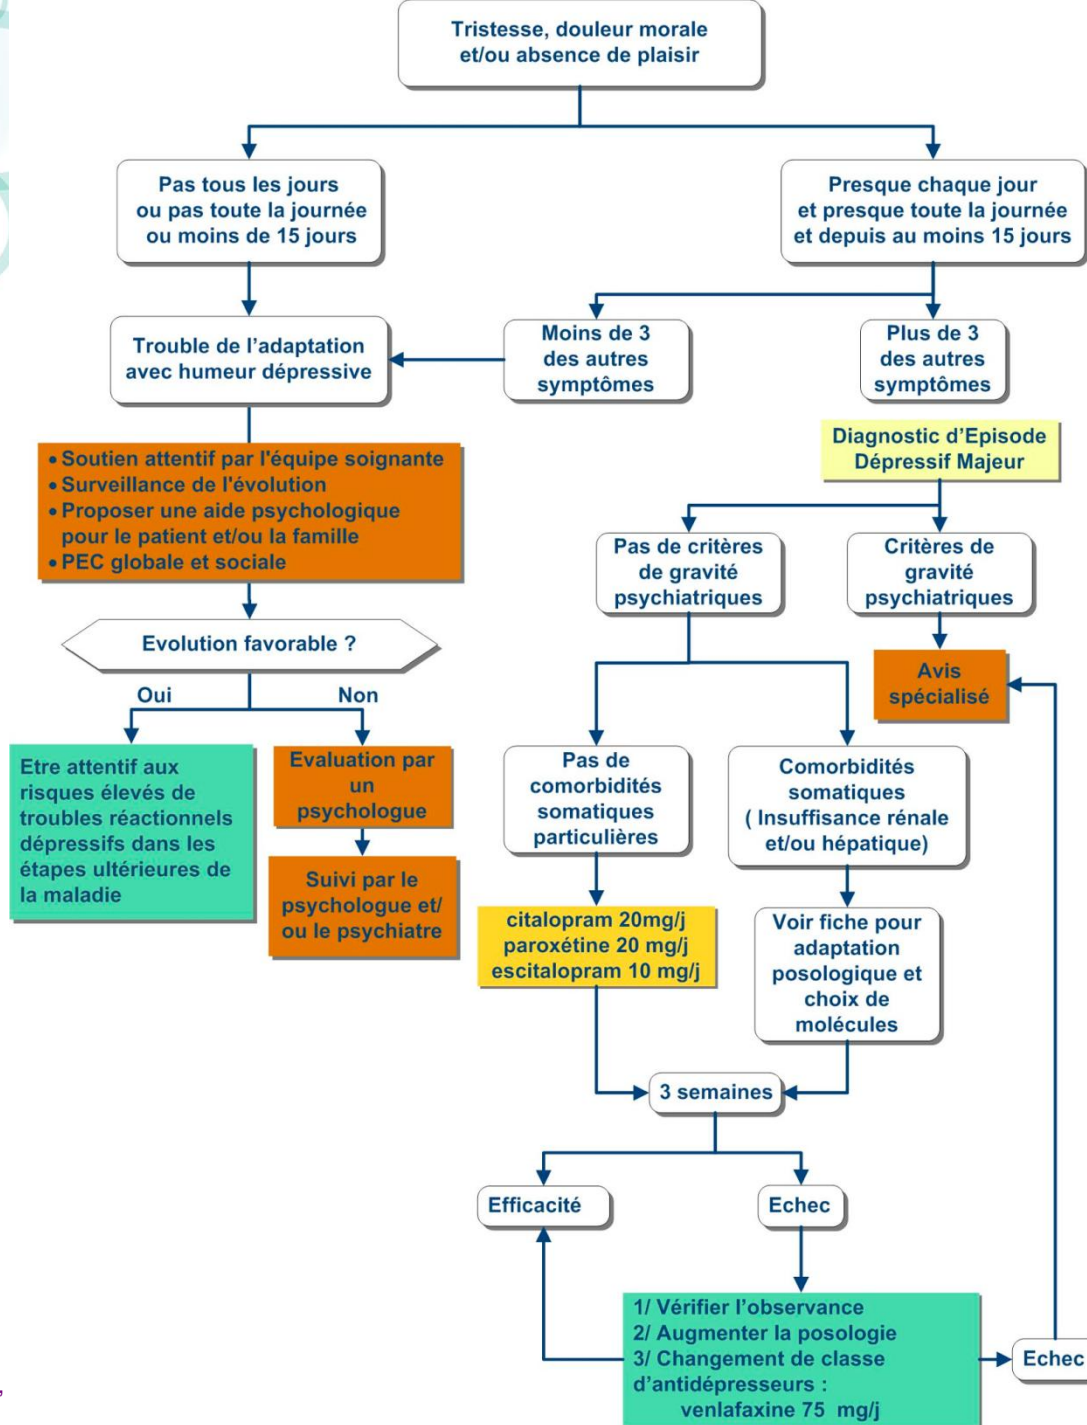 Tristesse, douleur morale
et/ou absence de plaisir
Pas tous les jours
ou pas toute la journée
ou moins de 15 jours
Presque chaque jour
et presque toute la journée
et depuis au moins 15 jours
Trouble de l'adaptation
avec humeur dépressive
Moins de 3
des autres
symptômes
Plus de 3
des autres
symptômes
Diagnostic d'Episode
Dépressif Majeur
• Soutien attentif par l'équipe soignante
• Surveillance de l'évolution
• Proposer une aide psychologique
pour le patient et/ou la famille
• PEC globale et sociale
Pas de critères
de gravité
psychiatriques
Critères de
gravité
psychiatriques
Evolution favorable ?
Oui
Non
Avis
spécialisé
Etre attentif aux
risques élevés de
troubles réactionnels
dépressifs dans les
étapes ultérieures de
la maladie
Evaluation par
un
psychologue
Suivi par le
psychologue et/
ou le psychiatre
Pas de
comorbidités
somatiques
particulières
Comorbidités
somatiques
( Insuffisance rénale
et/ou hépatique)
citalopram 20mg/j
paroxétine 20 mg/j
escitalopram 10 mg/j
Voir fiche pour
adaptation
posologique et
choix de
molécules
3 semaines
Efficacité
Echec
1/ Vérifier l'observance
2/ Augmenter la posologie
3/ Changement de classe
d'antidépresseurs :
venlafaxine 75 mg/j
Echec
,